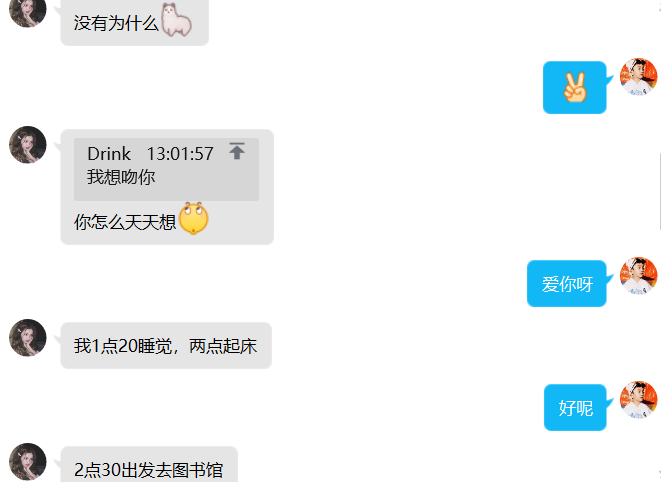 没有为什么
Drink 13:01:57
我想吻你
你怎么天天想
爱你呀
我1点20睡觉，两点起床
好呢
2点30出发去图书馆